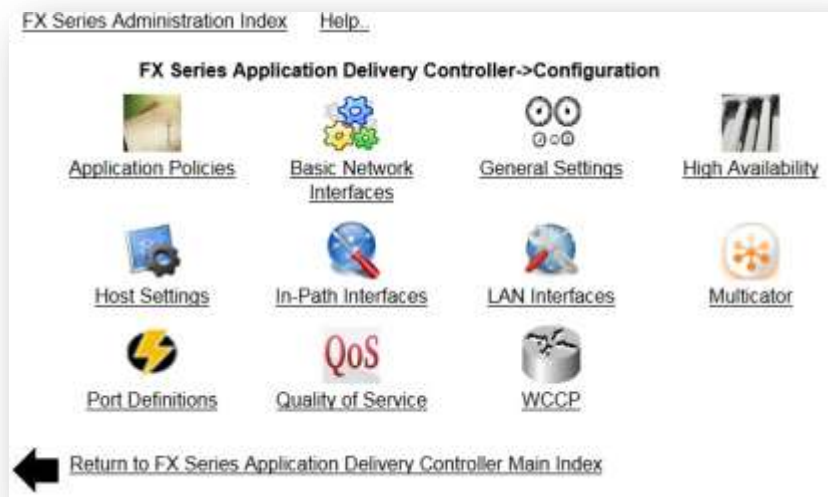 FX Series Administration Index Help..
FX Series Application Delivery Controller->Configuration
Application Policies
Basic Network
Interfaces
General Settings
High Availability
Host Settings
In-Path Interfaces
LAN Interfaces
Multicator
Port Definitions
QoS
Quality of Service
WCCP
Return to FX Series Application Delivery Controller Main Index